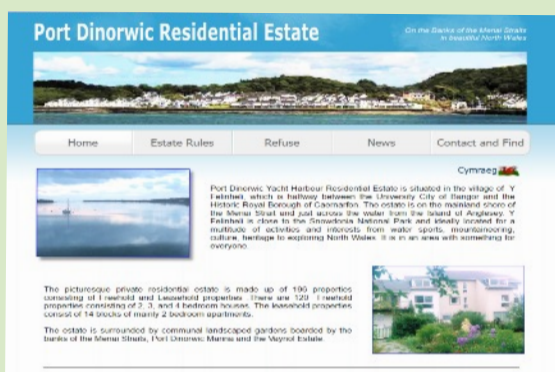 Port Dinorwic Residential Estate
On the Banks of the Menai Straits
in beautiful North Wales
Home
Estate Rules
Refuse
News
Contact and Find
Cymraeg
Port Dinorwic Yacht Harbour Residential Estate is situated in the village of Y
Felinheli, which is halfway between the University City of Bangor and the
Historic Royal Borough of Caernarfon. The estate is on the mainland shore of
the Menai Strait and just across the water from the Island of Anglesey. Y
Felinheli is close to the Snowdonia National Park and ideally located for a
multitude of activities and interests from water sports, mountaineering,
culture, heritage to exploring North Wales. It is in an area with something for
everyone.
The picturesque private residential estate is made up of properties
consisting of Freehold and Leasehold properties. There are Freehold
properties consisting of 2, 3, and 4 bedroom houses. The leasehold properties
consist of 14 blocks of mainly 2 bedroom apartments.
The estate is surrounded by communal landscaped gardens boarded by the
banks of the Menai Straits, Port Dinorwic Marina and the Vaynol Estate.